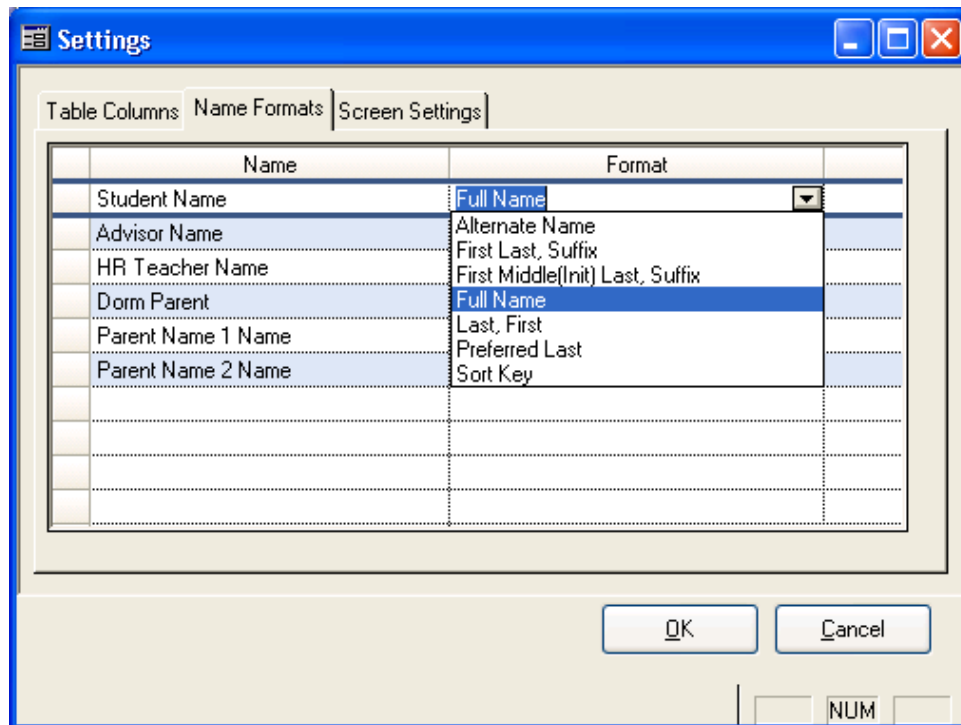 Settings
Table Columns Name Formats Screen Settings
Name Format
Student Name Full Name
Alternate Name
Advisor Name
First Last, Suffix
HR Teacher Name
First Middle(Init) Last, Suffix
Dorm Parent Full Name
Last, First
Parent Name 1 Name
Preferred Last
Parent Name 2 Name
Sort Key
OK Cancel
NUM